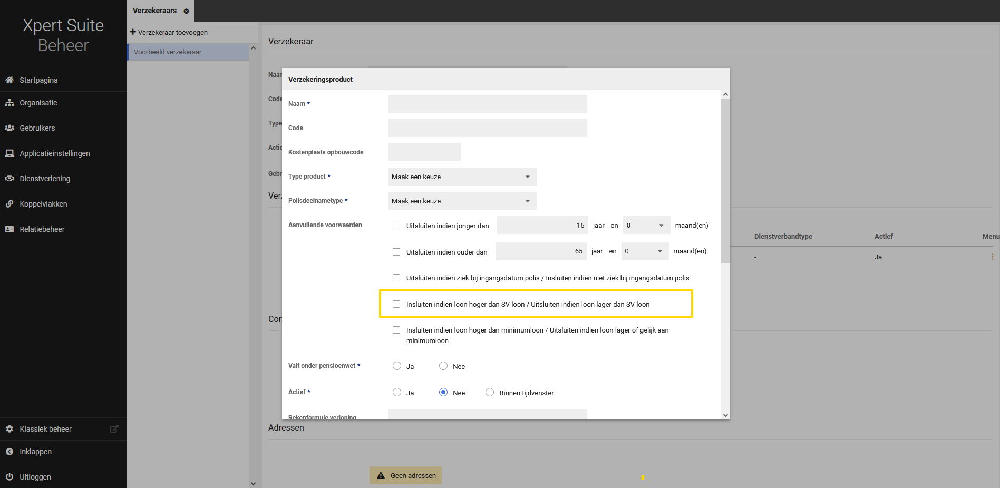 Xpert Suite
Beheer
Startpagina
Organisatie
Gebruikers
Applicatieinstellingen
Dienstverlening
Koppelvlakken
Relatiebeheer
Klassiek beheer
Inklappen
Uitloggen
Verzekeraars
Verzekeraar toevoegen
Voorbeeld verzekeraar
Verzekeraar
Naam
Code
Type
Actie
Gebr
Verz
Con
Dienstverbandtype Actief Menu
- Ja
Adressen
Geen adressen
Verzekeringsproduct
Naam *
Code
Kostenplaats opbouwcode
Type product * Maak een keuze
Polisdeelnametype * Maak een keuze
Aanvullende voorwaarden
Uitsluiten indien jonger dan 16 jaar en 0 maand(en)
Uitsluiten indien ouder dan 65 jaar en 0 maand(en)
Uitsluiten indien ziek bij ingangsdatum polis / Insluiten indien niet ziek bij ingangsdatum polis
Insluiten indien loon hoger dan SV-loon / Uitsluiten indien loon lager dan SV-loon
Insluiten indien loon hoger dan minimumloon / Uitsluiten indien loon lager of gelijk aan
minimumloon
Valt onder pensioenwet * Ja Nee
Actief * Ja Nee Binnen tijdvenster
Rekenformule verloning